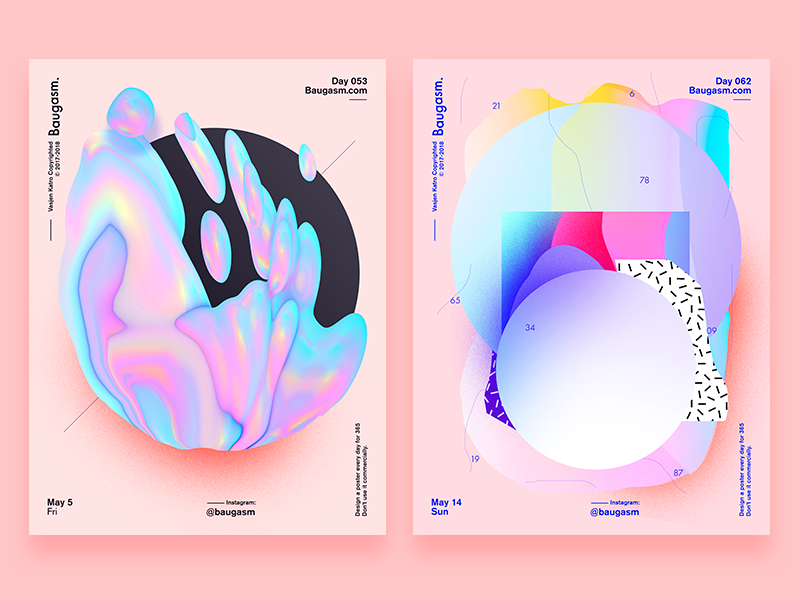 Baugasm.
Vasjen Katro Copyrighted
© 2017-2018
Day 053
Baugasm.com
May 5
Fri
Instagram:
@baugasm
Design a poster every day for 365
Don't use it commercially.
Baugasm.
Vasjen Katro Copyrighted
© 2017-2018
Day 062
Baugasm.com
21
6
78
65
34
09
19
87
May 14
Sun
Instagram:
@baugasm
Design a poster every day for 365
Don't use it commercially.